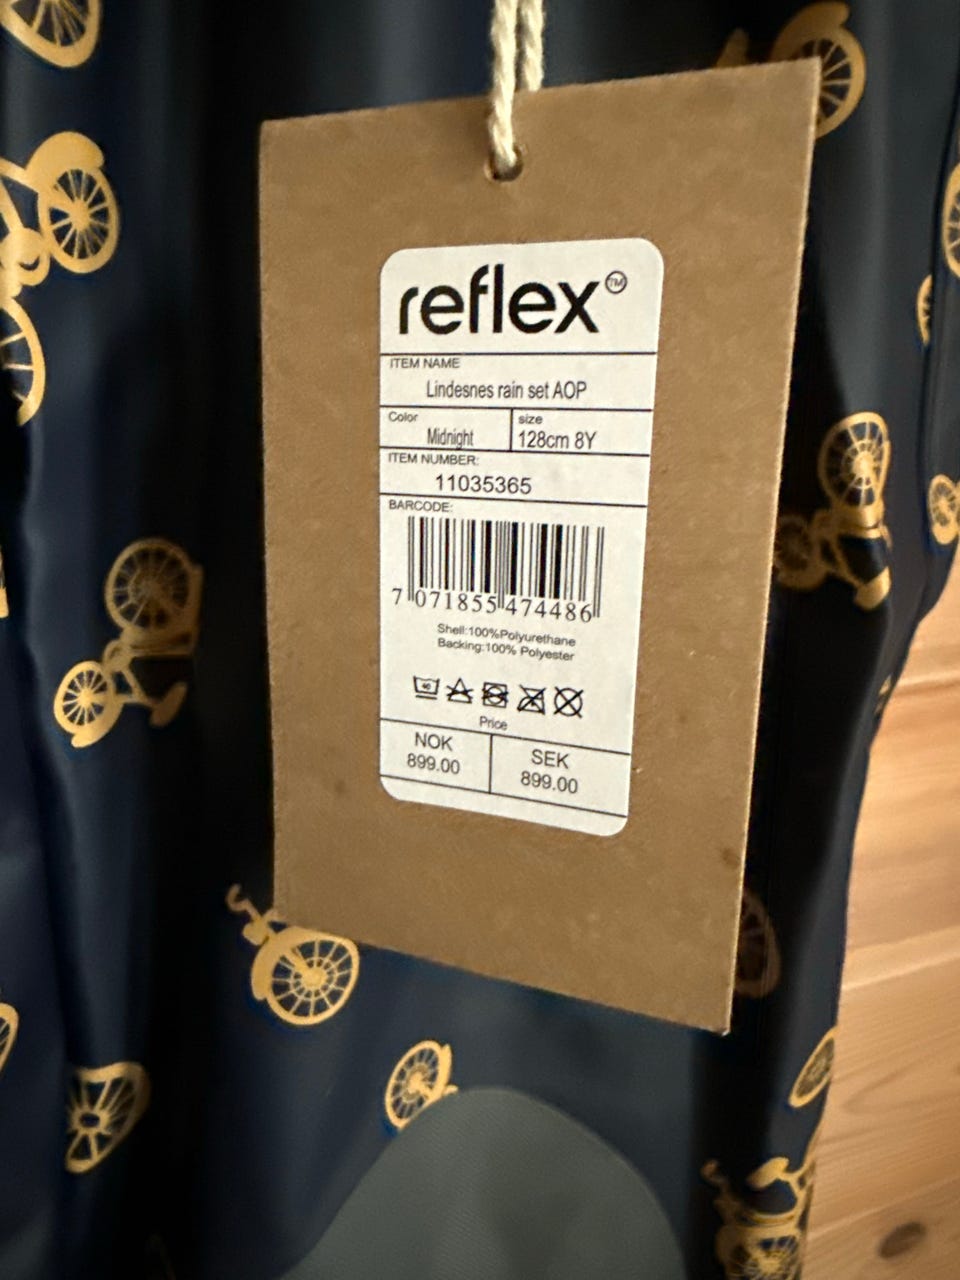 reflex™
ITEM NAME
Lindesnes rain set AOP
Color
Midnight
size
128cm 8Y
ITEM NUMBER:
11035365
BARCODE:
7 071855 474486
Shell:100%Polyurethane
Backing:100% Polyester
40
Price
NOK
899.00
SEK
899.00